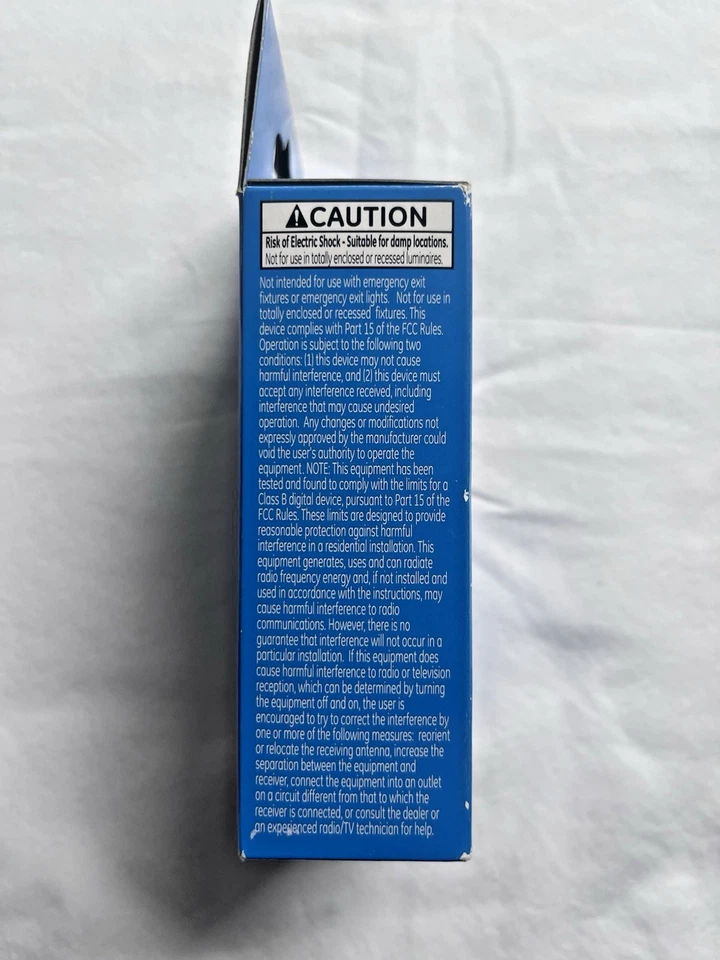 CAUTION
Risk of Electric Shock - Suitable for damp locations.
Not for use in totally enclosed or recessed luminaires.
Not intended for use with emergency exit
fixtures or emergency exit lights. Not for use in
totally enclosed or recessed fixtures. This
device complies with Part 15 of the FCC Rules.
Operation is subject to the following two
conditions: (1) this device may not cause
harmful interference, and (2) this device must
accept any interference received, including
interference that may cause undesired
operation. Any changes or modifications not
expressly approved by the manufacturer could
void the user's authority to operate the
equipment. NOTE: This equipment has been
tested and found to comply with the limits for a
Class B digital device, pursuant to Part 15 of the
FCC Rules. These limits are designed to provide
reasonable protection against harmful
interference in a residential installation. This
equipment generates, uses and can radiate
radio frequency energy and, if not installed and
used in accordance with the instructions, may
cause harmful interference to radio
communications. However, there is no
guarantee that interference will not occur in a
particular installation. If this equipment does
cause harmful interference to radio or television
reception, which can be determined by turning
the equipment off and on, the user is
encouraged to try to correct the interference by
one or more of the following measures: reorient
or relocate the receiving antenna, increase the
separation between the equipment and
receiver, connect the equipment into an outlet
on a circuit different from that to which the
receiver is connected, or consult the dealer or
an experienced radio/TV technician for help.